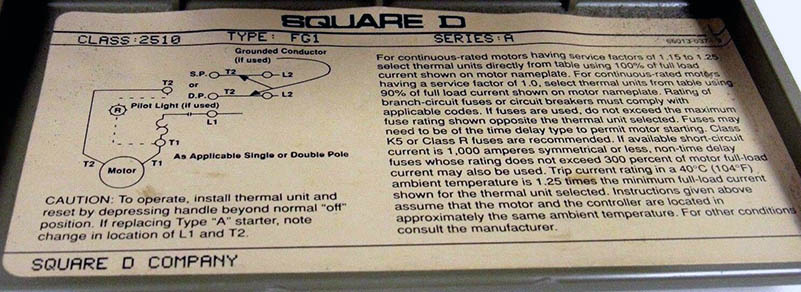 SQUARE D
CLASS:2510 TYPE: FG1 SERIES:A
Grounded Conductor
(if used)
S.P. T2 L2
or
D.P. T2 L2
T2
R Pilot Light (if used)
L1
T1
T2 T1
Motor
As Applicable Single or Double Pole
CAUTION: To operate, install thermal unit and
reset by depressing handle beyond normal "off"
position. If replacing Type "A" starter, note
change in location of L1 and T2.
For continuous-rated motors having service factors of 1.15 to 1.25
select thermal units directly from table using 100% of full load
current shown on motor nameplate. For continuous-rated motors
having a service factor of 1.0, select thermal units from table using
90% of full load current shown on motor nameplate. Rating of
branch-circuit fuses or circuit breakers must comply with
applicable codes. If fuses are used, do not exceed the maximum
fuse rating shown opposite the thermal unit selected. Fuses may
need to be of the time delay type to permit motor starting. Class
K5 or Class R fuses are recommended. If available short-circuit
current is 1,000 amperes symmetrical or less, non-time delay
fuses whose rating does not exceed 300 percent of motor full-load
current may also be used. Trip current rating in a 40°C (104°F)
ambient temperature is 1.25 times the minimum full-load current
shown for the thermal unit selected. Instructions given above
assume that the motor and the controller are located in
approximately the same ambient temperature. For other conditions
consult the manufacturer.
SQUARE D COMPANY